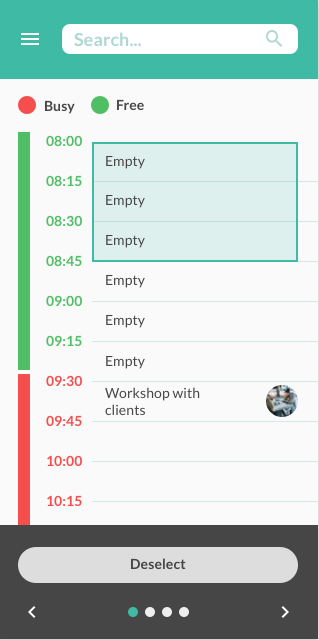 Search...
Busy
Free
08:00
Empty
08:15
Empty
08:30
Empty
08:45
Empty
09:00
Empty
09:15
Empty
09:30
Workshop with
clients
09:45
10:00
10:15
Deselect